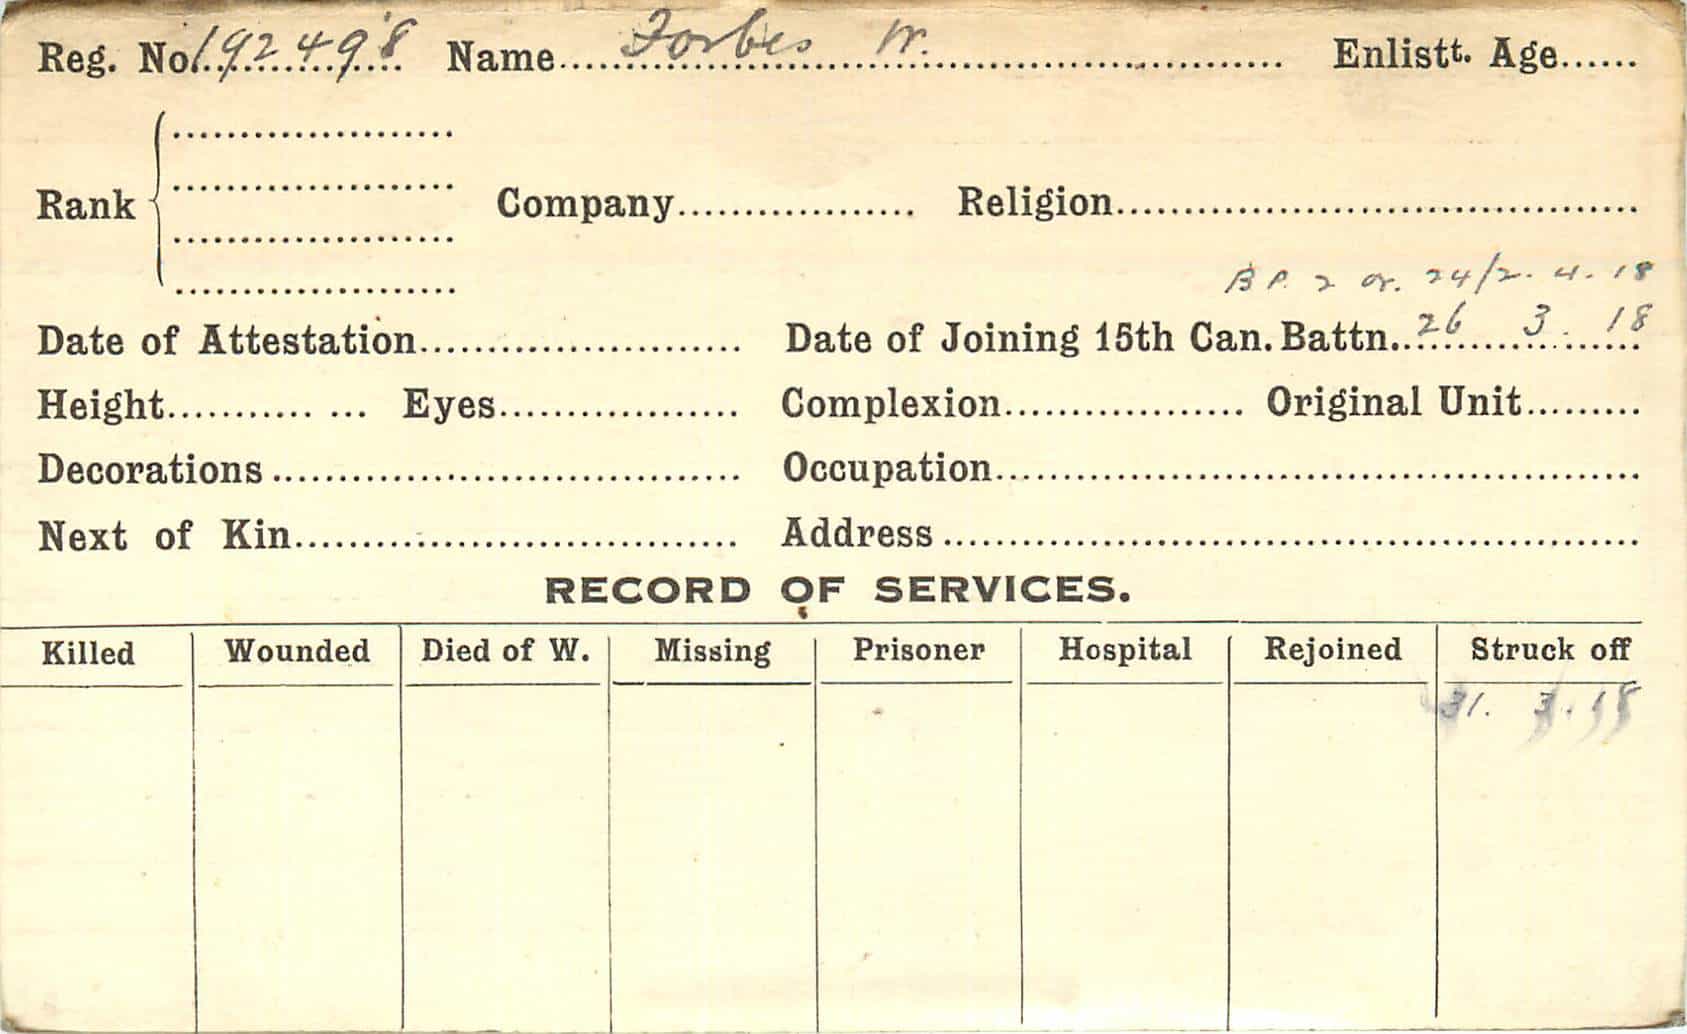 Reg. No. 192498 Name Forbes W. Enlistt. Age
Rank Company Religion
B P. 2 Or. 24/2. 4. 18
Date of Attestation Date of Joining 15th Can. Battn. 26 3. 18
Height Eyes Complexion Original Unit
Decorations Occupation
Next of Kin Address
RECORD OF SERVICES.
Killed Wounded Died of W. Missing Prisoner Hospital Rejoined Struck off
31. 3. 18